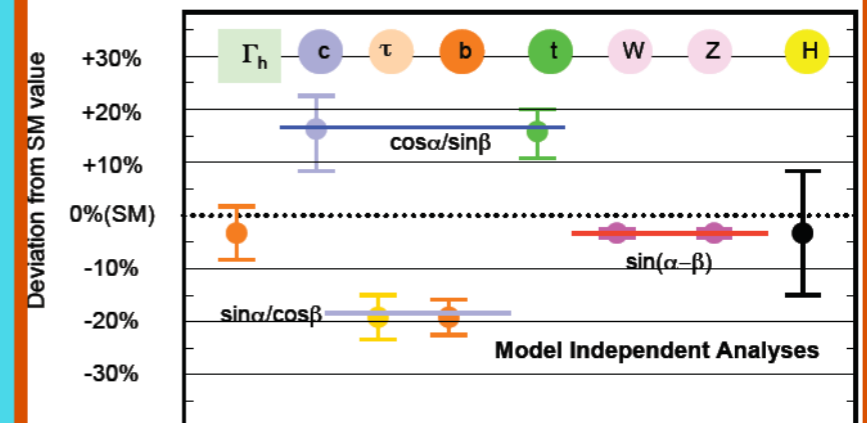 Deviation from SM value
+30%
+20%
+10%
0%(SM)
-10%
-20%
-30%
Γh c τ b t W Z H
cosα/sinβ
sin(α−β)
sinα/cosβ
Model Independent Analyses